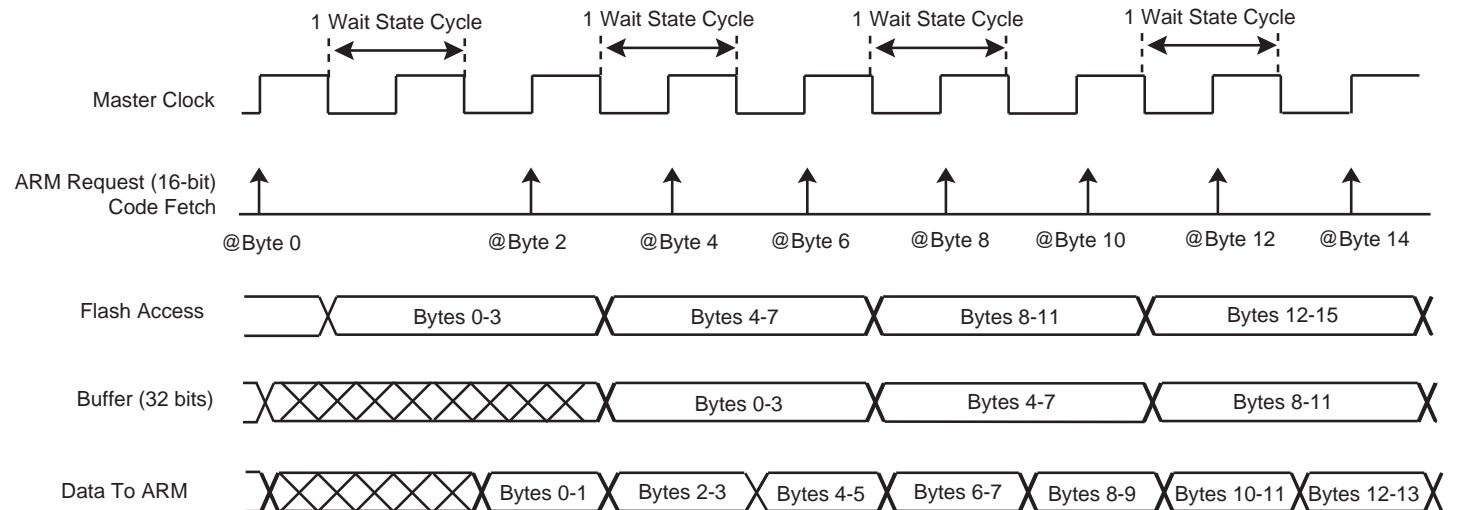 1 Wait State Cycle 1 Wait State Cycle 1 Wait State Cycle 1 Wait State Cycle
Master Clock
ARM Request (16-bit)
Code Fetch
@Byte 0 @Byte 2 @Byte 4 @Byte 6 @Byte 8 @Byte 10 @Byte 12 @Byte 14
Flash Access Bytes 0-3 Bytes 4-7 Bytes 8-11 Bytes 12-15
Buffer (32 bits) Bytes 0-3 Bytes 4-7 Bytes 8-11
Data To ARM Bytes 0-1 Bytes 2-3 Bytes 4-5 Bytes 6-7 Bytes 8-9 Bytes 10-11 Bytes 12-13